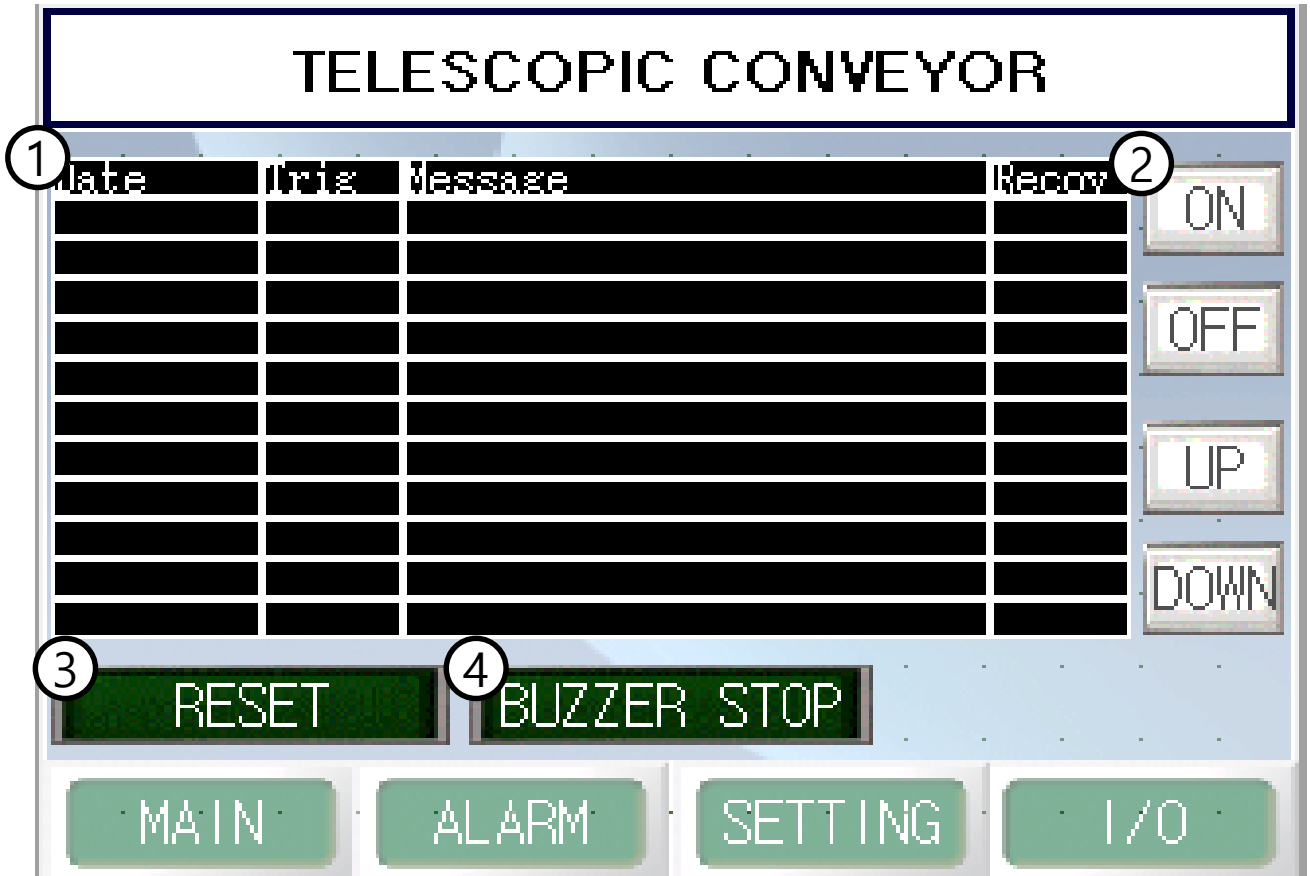 TELESCOPIC CONVEYOR
1
Date Trig Message Recov
2
ON
OFF
UP
DOWN
3
RESET
4
BUZZER STOP
MAIN ALARM SETTING I/O